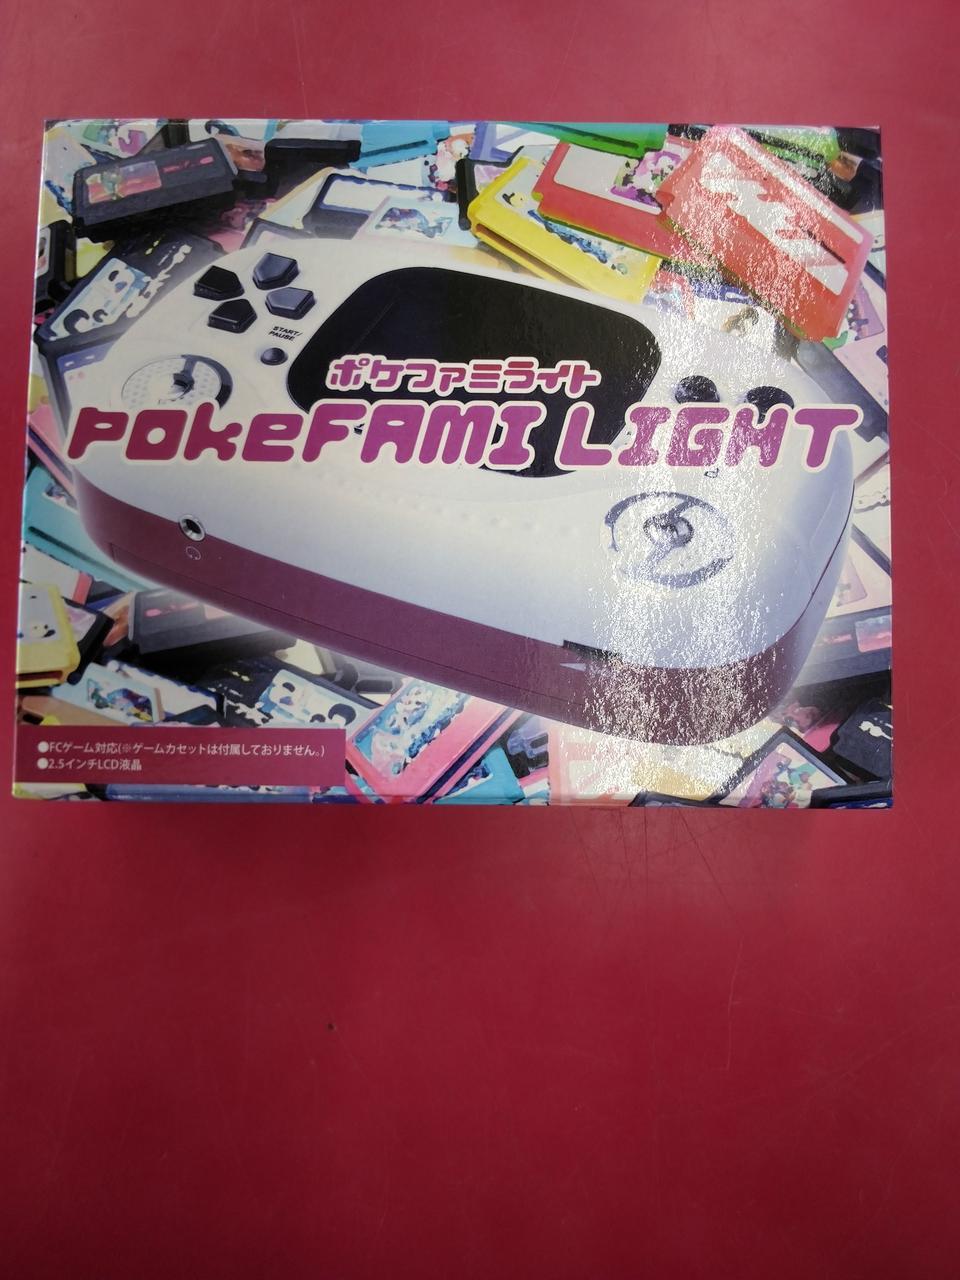 START/
PAUSE
ポケファミライト
PokeFAMI LIGHT
●FCゲーム対応(※ゲームカセットは付属しておりません。)
●2.5インチLCD液晶